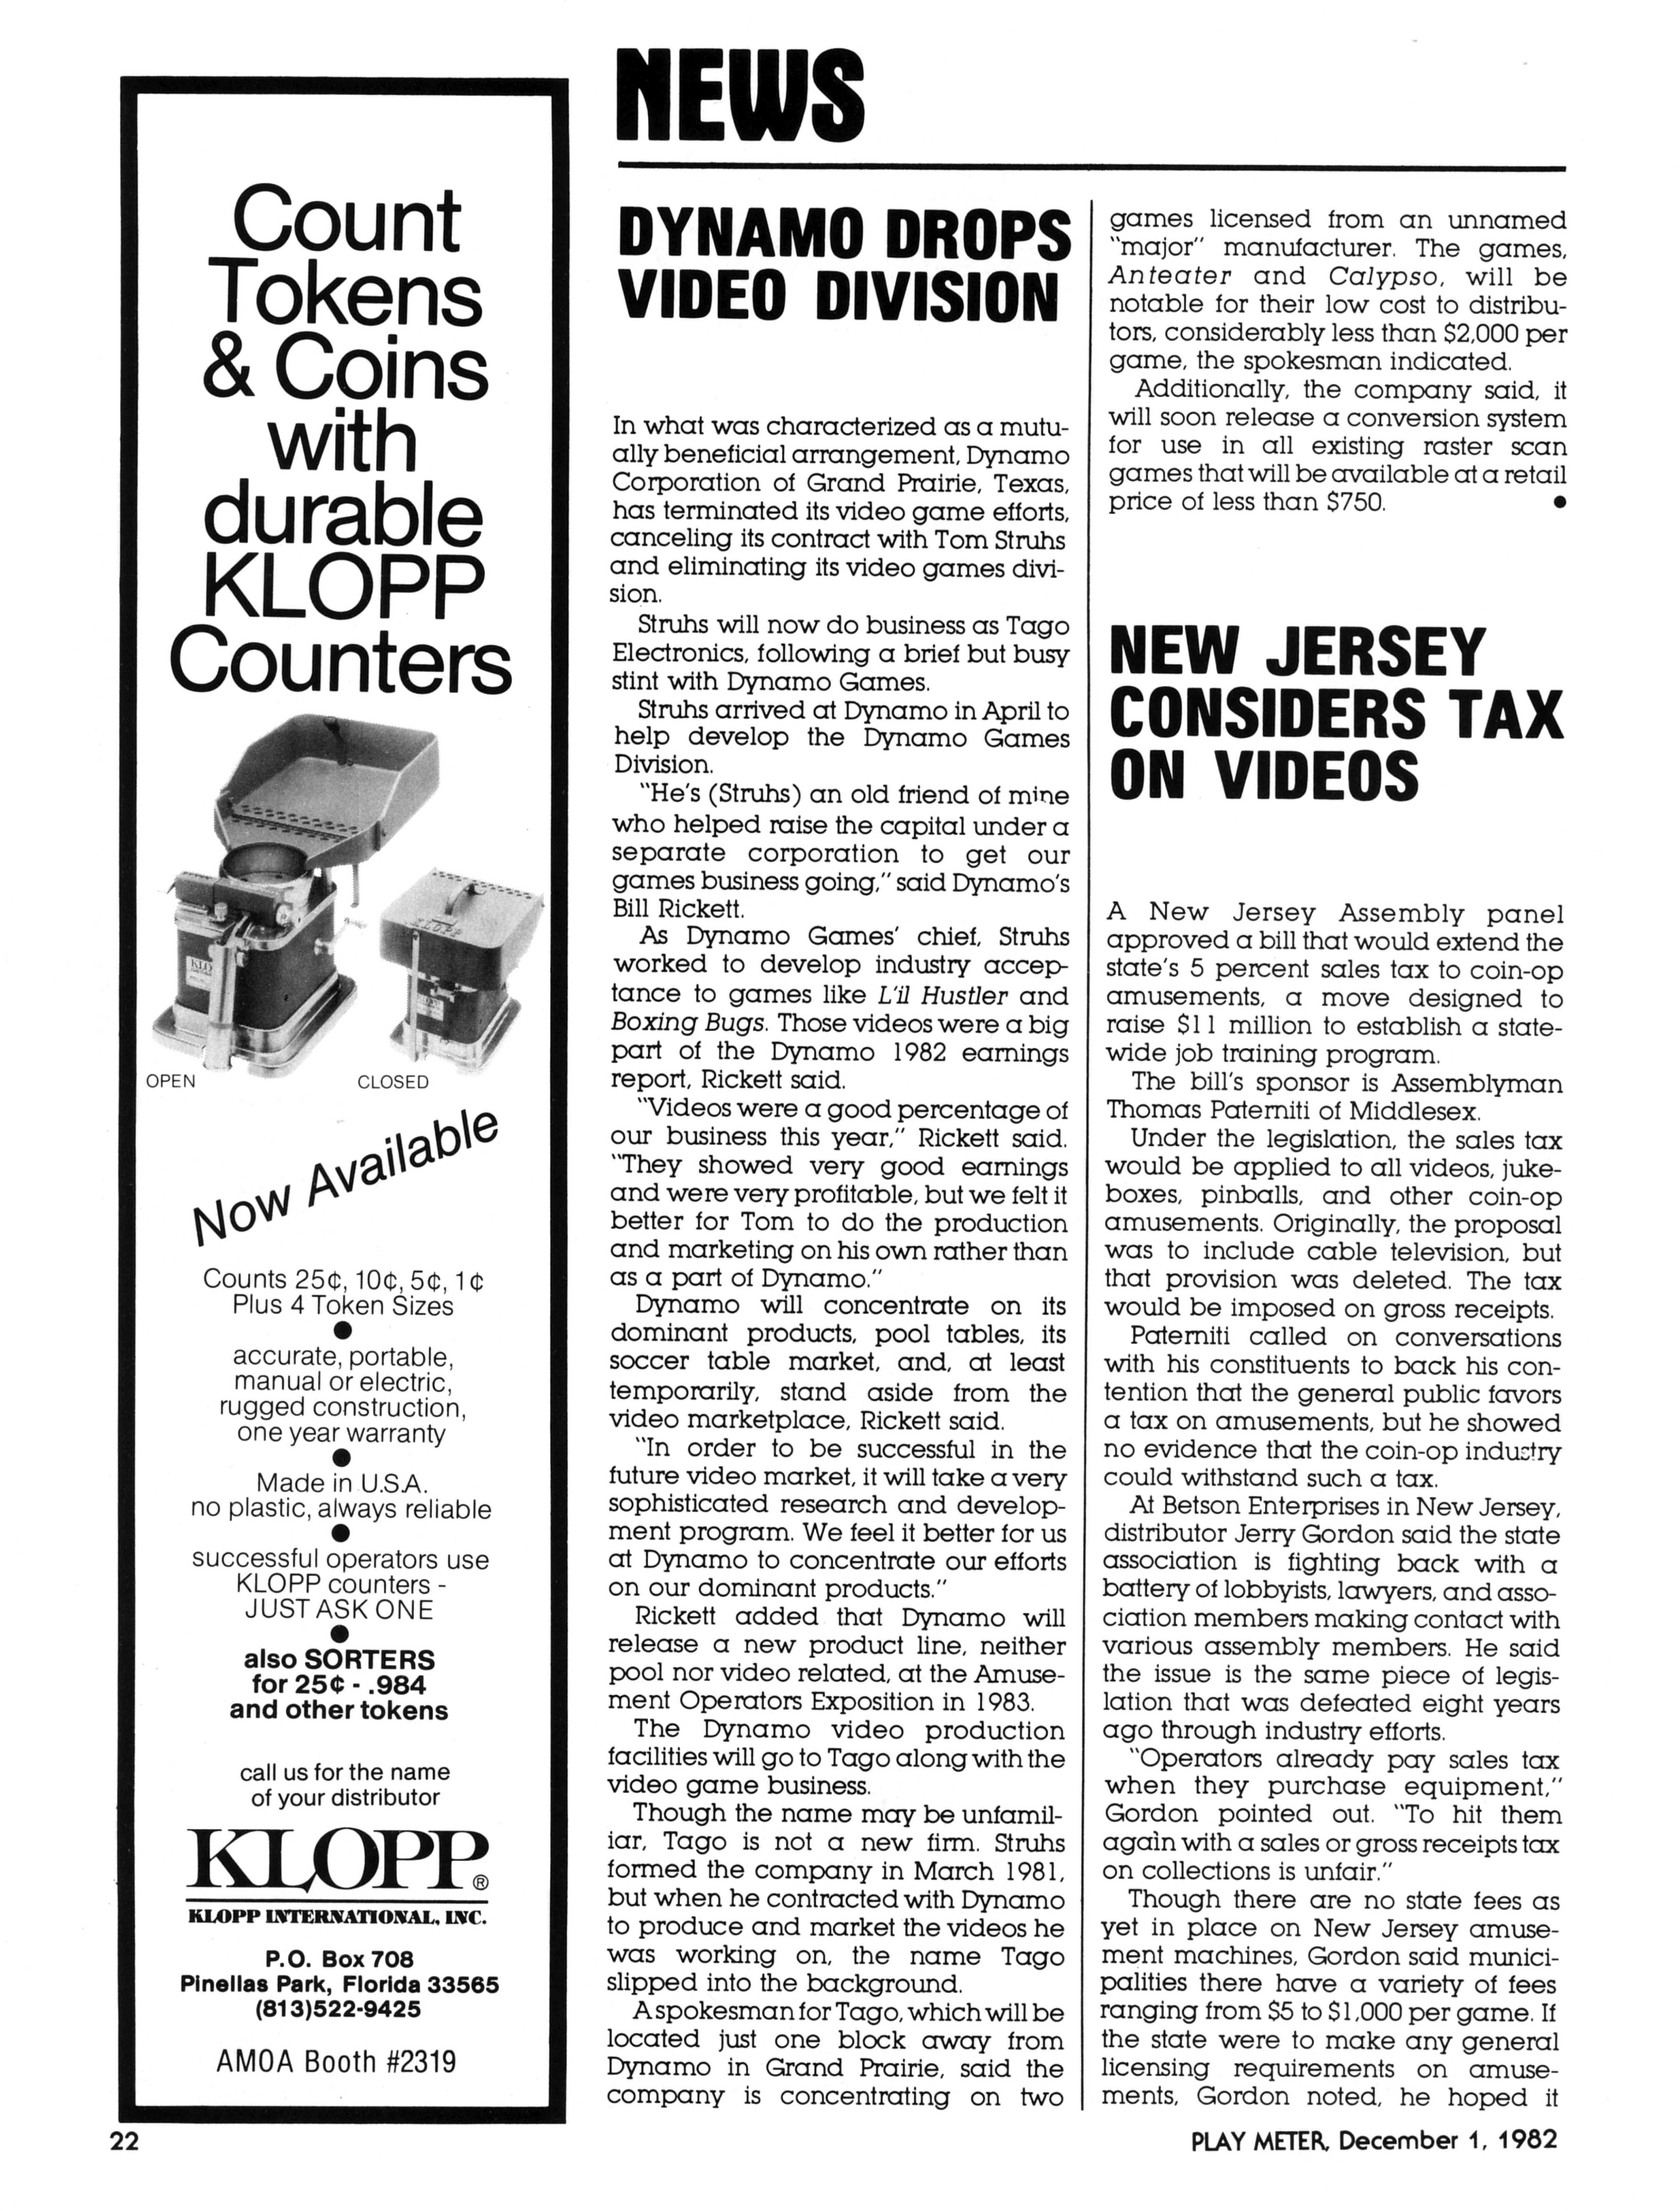 Count
Tokens
& Coins
with
durable
KLOPP
Counters
KLOPP
OPEN
CLOSED
Now Available
Counts 25¢, 10¢, 5¢, 1¢
Plus 4 Token Sizes
accurate, portable,
manual or electric,
rugged construction,
one year warranty
Made in U.S.A.
no plastic, always reliable
successful operators use
KLOPP counters -
JUST ASK ONE
also SORTERS
for 25¢ - .984
and other tokens
call us for the name
of your distributor
KLOPP®
KLOPP INTERNATIONAL, INC.
P.O. Box 708
Pinellas Park, Florida 33565
(813)522-9425
AMOA Booth #2319
NEWS
DYNAMO DROPS
VIDEO DIVISION
In what was characterized as a mutu-
ally beneficial arrangement, Dynamo
Corporation of Grand Prairie, Texas,
has terminated its video game efforts,
canceling its contract with Tom Struhs
and eliminating its video games divi-
sion.
Struhs will now do business as Tago
Electronics, following a brief but busy
stint with Dynamo Games.
Struhs arrived at Dynamo in April to
help develop the Dynamo Games
Division.
"He's (Struhs) an old friend of mine
who helped raise the capital under a
separate corporation to get our
games business going," said Dynamo's
Bill Rickett.
As Dynamo Games' chief, Struhs
worked to develop industry accep-
tance to games like L'il Hustler and
Boxing Bugs. Those videos were a big
part of the Dynamo 1982 earnings
report, Rickett said.
"Videos were a good percentage of
our business this year," Rickett said.
"They showed very good earnings
and were very profitable, but we felt it
better for Tom to do the production
and marketing on his own rather than
as a part of Dynamo."
Dynamo will concentrate on its
dominant products, pool tables, its
soccer table market, and, at least
temporarily, stand aside from the
video marketplace, Rickett said.
"In order to be successful in the
future video market, it will take a very
sophisticated research and develop-
ment program. We feel it better for us
at Dynamo to concentrate our efforts
on our dominant products."
Rickett added that Dynamo will
release a new product line, neither
pool nor video related, at the Amuse-
ment Operators Exposition in 1983.
The Dynamo video production
facilities will go to Tago along with the
video game business.
Though the name may be unfamil-
iar, Tago is not a new firm. Struhs
formed the company in March 1981,
but when he contracted with Dynamo
to produce and market the videos he
was working on, the name Tago
slipped into the background.
A spokesman for Tago, which will be
located just one block away from
Dynamo in Grand Prairie, said the
company is concentrating on two
games licensed from an unnamed
"major" manufacturer. The games,
Anteater and Calypso, will be
notable for their low cost to distribu-
tors, considerably less than $2,000 per
game, the spokesman indicated.
Additionally, the company said, it
will soon release a conversion system
for use in all existing raster scan
games that will be available at a retail
price of less than $750. ●
NEW JERSEY
CONSIDERS TAX
ON VIDEOS
A New Jersey Assembly panel
approved a bill that would extend the
state's 5 percent sales tax to coin-op
amusements, a move designed to
raise $11 million to establish a state-
wide job training program.
The bill's sponsor is Assemblyman
Thomas Paterniti of Middlesex.
Under the legislation, the sales tax
would be applied to all videos, juke-
boxes, pinballs, and other coin-op
amusements. Originally, the proposal
was to include cable television, but
that provision was deleted. The tax
would be imposed on gross receipts.
Paterniti called on conversations
with his constituents to back his con-
tention that the general public favors
a tax on amusements, but he showed
no evidence that the coin-op industry
could withstand such a tax.
At Betson Enterprises in New Jersey,
distributor Jerry Gordon said the state
association is fighting back with a
battery of lobbyists, lawyers, and asso-
ciation members making contact with
various assembly members. He said
the issue is the same piece of legis-
lation that was defeated eight years
ago through industry efforts.
"Operators already pay sales tax
when they purchase equipment,"
Gordon pointed out. "To hit them
again with a sales or gross receipts tax
on collections is unfair."
Though there are no state fees as
yet in place on New Jersey amuse-
ment machines, Gordon said munici-
palities there have a variety of fees
ranging from $5 to $1,000 per game. If
the state were to make any general
licensing requirements on amuse-
ments, Gordon noted, he hoped it
22
PLAY METER, December 1, 1982